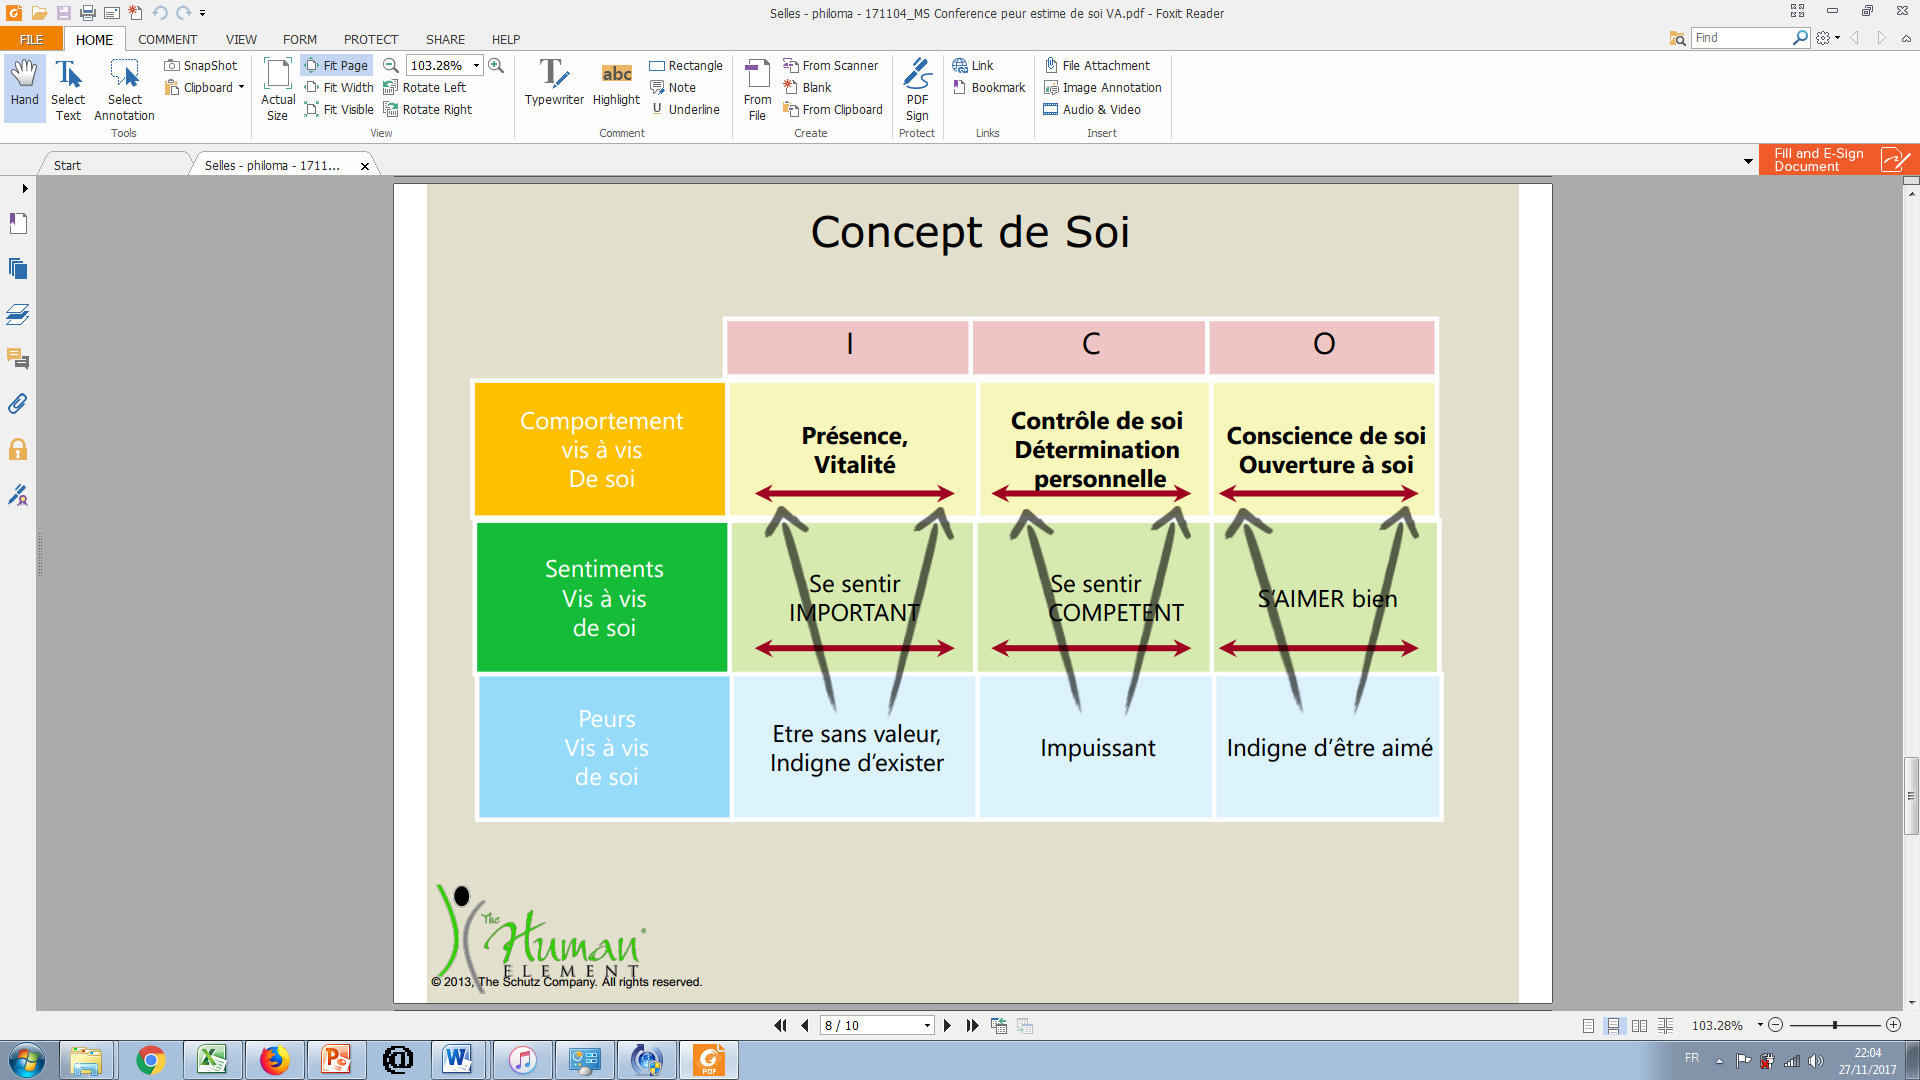 Selles - philoma - 171104_MS Conference peur estime de soi VA.pdf - Foxit Reader
FILE HOME COMMENT VIEW FORM PROTECT SHARE HELP
Find
Hand
Select
Text
Select
Annotation
SnapShot
Clipboard
Tools
Actual
Size
Fit Page
Fit Width
Fit Visible
103.28%
Rotate Left
Rotate Right
View
Typewriter
abc
Highlight
Rectangle
Note
U Underline
Comment
From
File
From Scanner
Blank
From Clipboard
Create
PDF
Sign
Protect
Link
Bookmark
Links
File Attachment
Image Annotation
Audio & Video
Insert
Start
Selles - philoma - 1711...
Fill and E-Sign
Document
Concept de Soi
I C O
Comportement
vis à vis
De soi
Présence,
Vitalité
Contrôle de soi
Détermination
personnelle
Conscience de soi
Ouverture à soi
Sentiments
Vis à vis
de soi
Se sentir
IMPORTANT
Se sentir
COMPETENT
S’AIMER bien
Peurs
Vis à vis
de soi
Etre sans valeur,
Indigne d’exister
Impuissant
Indigne d’être aimé
The
Human
ELEMENT
© 2013, The Schutz Company. All rights reserved.
8 / 10
103.28%
PDF
FR
22:04
27/11/2017